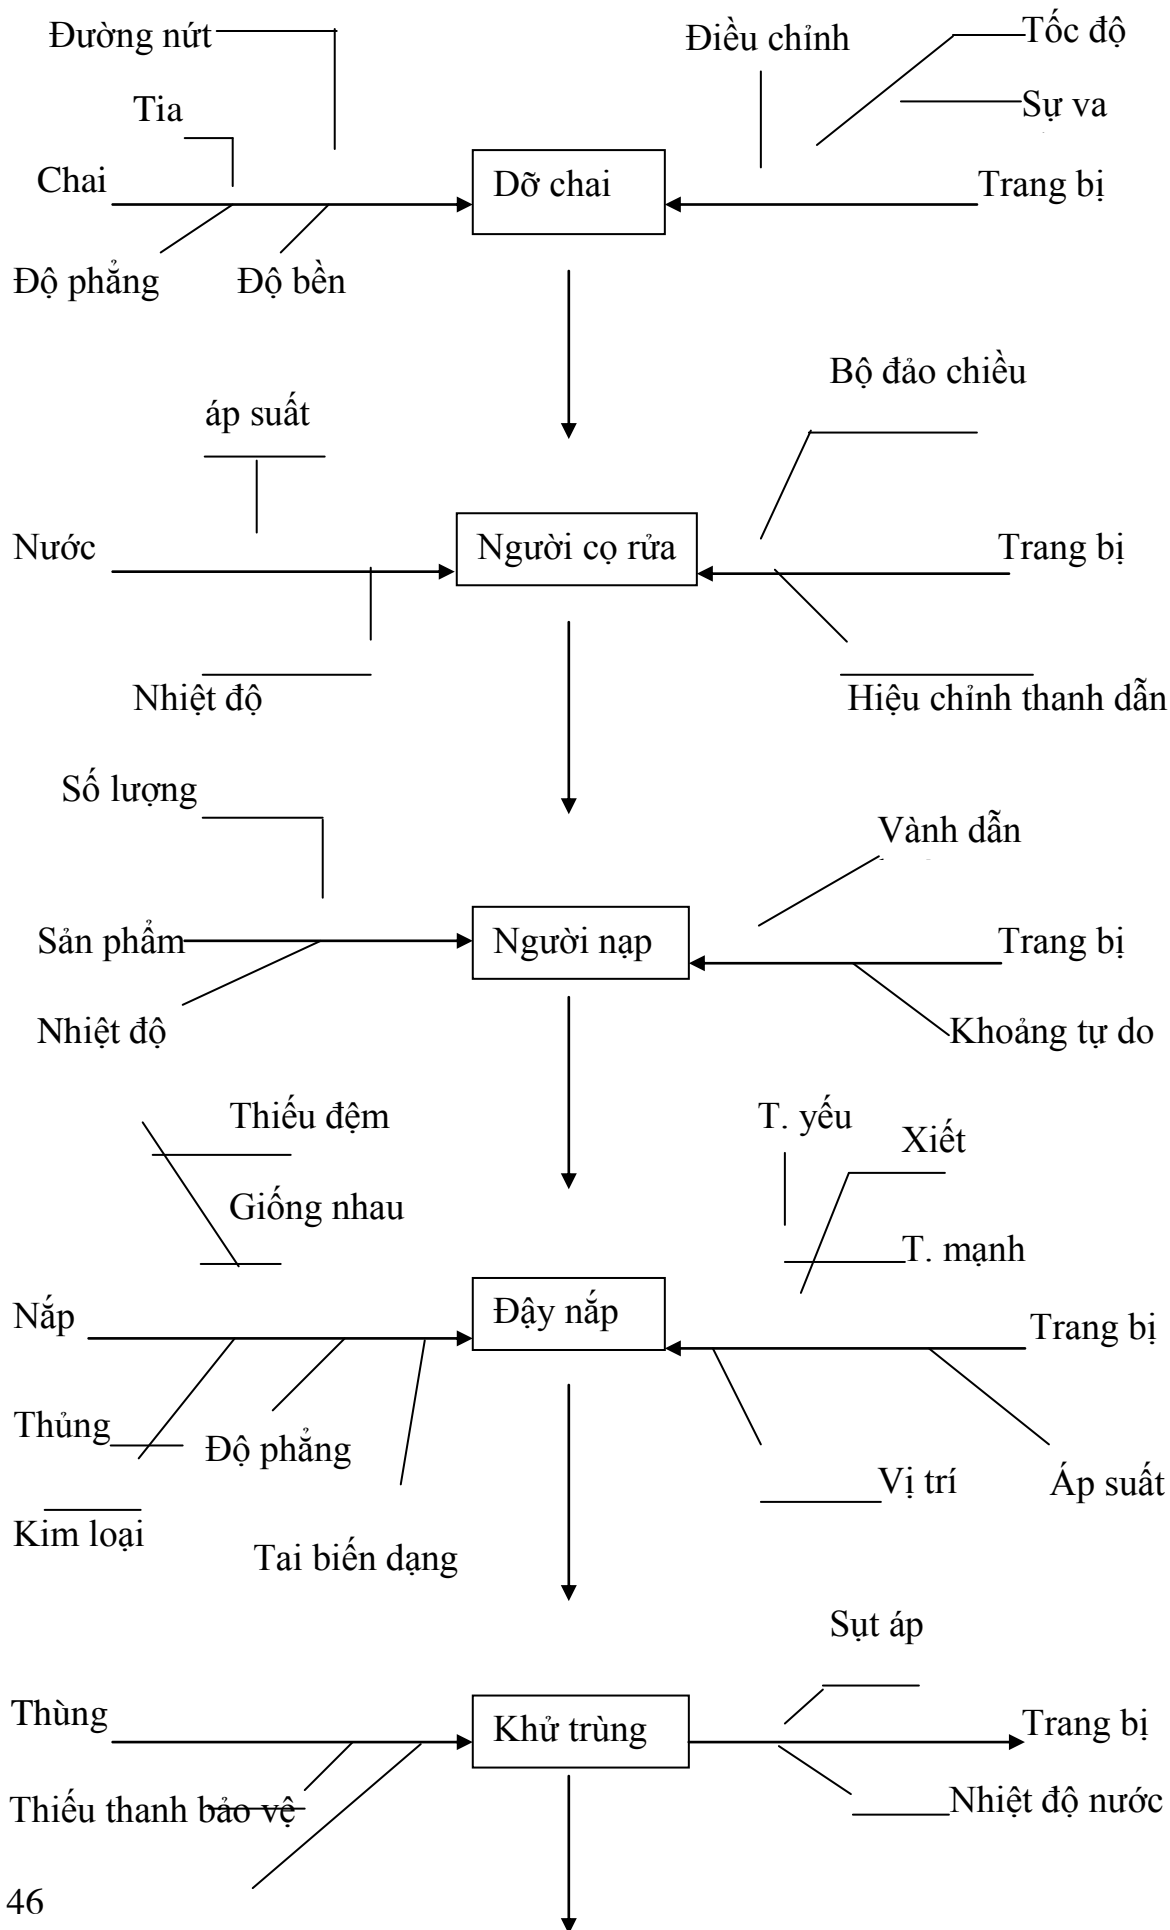 Đường nứt
Điều chỉnh
Tốc độ
Tia
Sự va
Chai
Dỡ chai
Trang bị
Độ phẳng
Độ bền
Bộ đảo chiều
áp suất
Nước
Người cọ rửa
Trang bị
Nhiệt độ
Hiệu chỉnh thanh dẫn
Số lượng
Vành dẫn
Sản phẩm
Người nạp
Trang bị
Nhiệt độ
Khoảng tự do
Thiếu đệm
T. yếu
Xiết
Giống nhau
T. mạnh
Nắp
Đậy nắp
Trang bị
Thủng
Độ phẳng
Vị trí
Áp suất
Kim loại
Tai biến dạng
Sụt áp
Thùng
Khử trùng
Trang bị
Thiếu thanh bảo vệ
Nhiệt độ nước
46